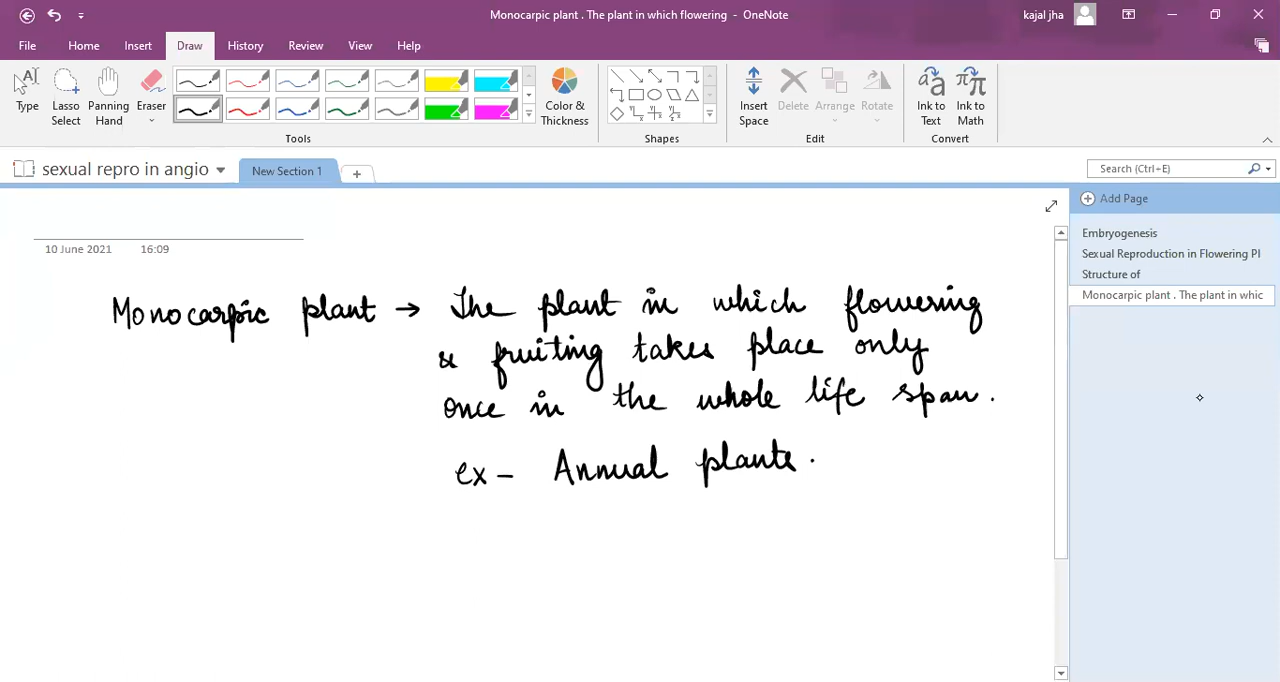 Monocarpic plant . The plant in which flowering - OneNote
kajal jha
File Home Insert Draw History Review View Help
Type
Lasso Select
Panning Hand
Eraser
Color & Thickness
Insert Space
Delete
Arrange
Rotate
Ink to Text
Ink to Math
Tools
Shapes
Edit
Convert
sexual repro in angio
New Section 1
Search (Ctrl+E)
Add Page
Embryogenesis
Sexual Reproduction in Flowering Pl
Structure of
Monocarpic plant . The plant in whic
10 June 2021 16:09
Monocarpic plant → The plant in which flowering
& fruiting takes place only
once in the whole life span.
ex - Annual plants.